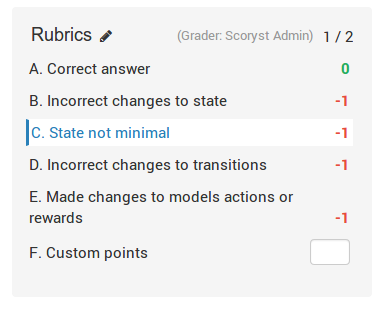 Rubrics (Grader: Scoryst Admin) 1 / 2
A. Correct answer 0
B. Incorrect changes to state -1
C. State not minimal -1
D. Incorrect changes to transitions -1
E. Made changes to models actions or
rewards -1
F. Custom points